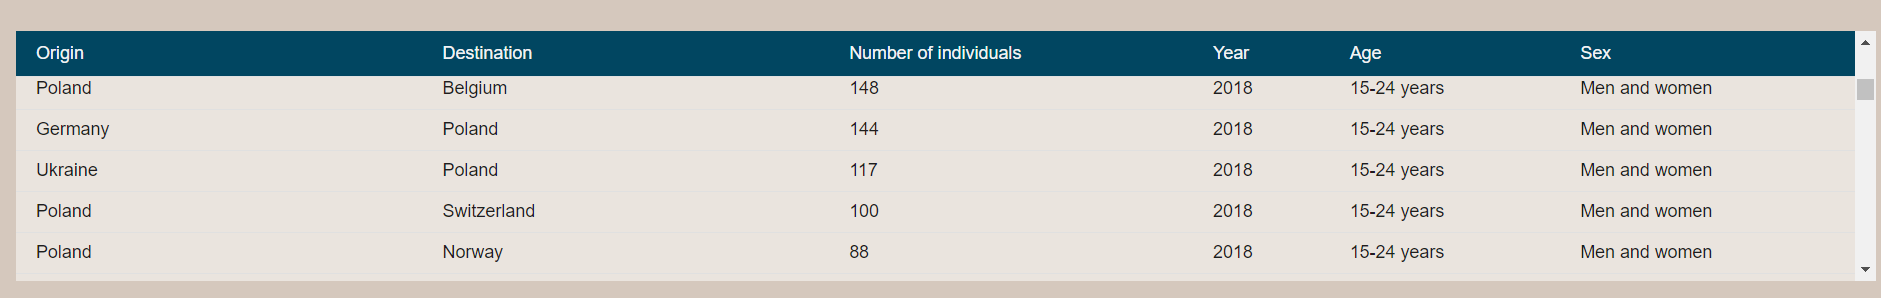 Origin Destination Number of individuals Year Age Sex
Poland Belgium 148 2018 15-24 years Men and women
Germany Poland 144 2018 15-24 years Men and women
Ukraine Poland 117 2018 15-24 years Men and women
Poland Switzerland 100 2018 15-24 years Men and women
Poland Norway 88 2018 15-24 years Men and women